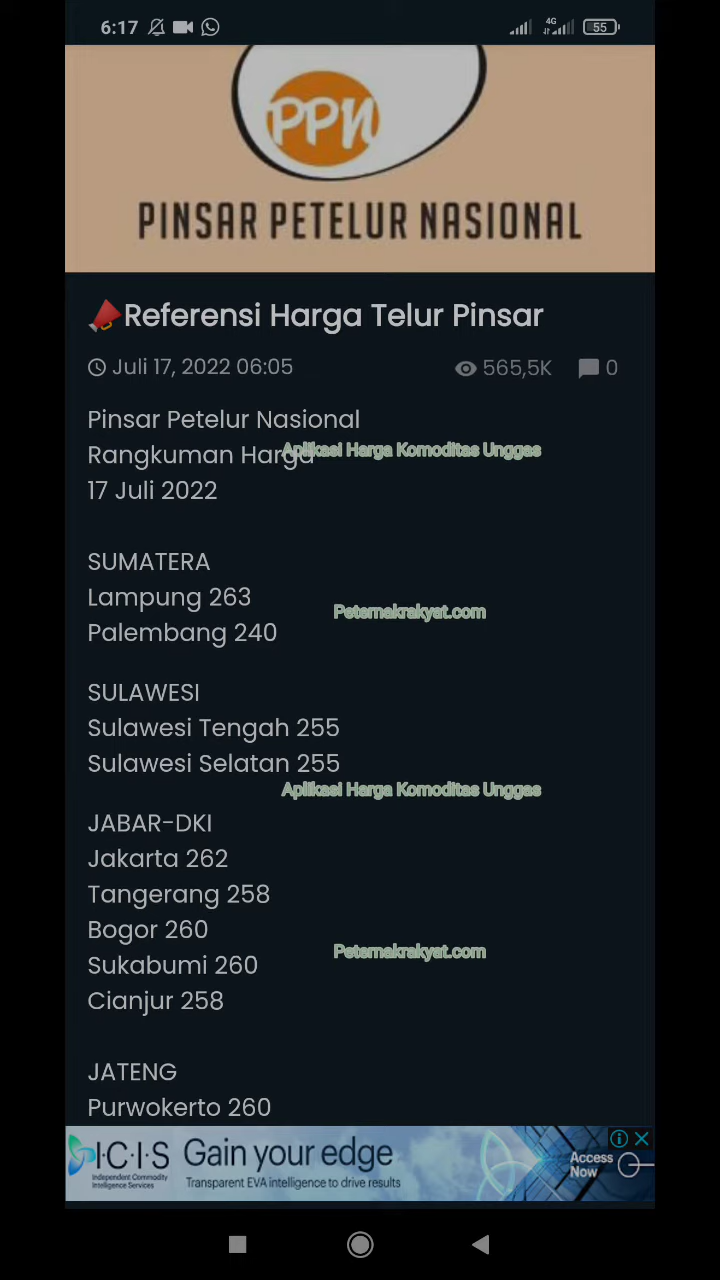 6:17
4G
55
PPN
PINSAR PETELUR NASIONAL
Referensi Harga Telur Pinsar
Juli 17, 2022 06:05 565,5K 0
Pinsar Petelur Nasional
Rangkuman Harga
Aplikasi Harga Komoditas Unggas
17 Juli 2022
SUMATERA
Lampung 263
Peternakrakyat.com
Palembang 240
SULAWESI
Sulawesi Tengah 255
Sulawesi Selatan 255
Aplikasi Harga Komoditas Unggas
JABAR-DKI
Jakarta 262
Tangerang 258
Bogor 260
Peternakrakyat.com
Sukabumi 260
Cianjur 258
JATENG
Purwokerto 260
I·C·I·S
Independent Commodity
Intelligence Services
Gain your edge
Transparent EVA intelligence to drive results
Access
Now